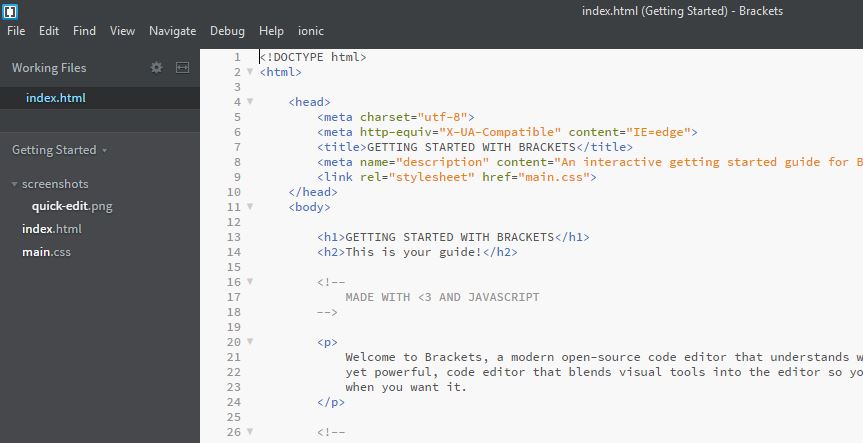 index.html (Getting Started) - Brackets
File Edit Find View Navigate Debug Help ionic
Working Files
index.html
Getting Started
screenshots
quick-edit.png
index.html
main.css
1 <!DOCTYPE html>
2 <html>
3
4 <head>
5 <meta charset="utf-8">
6 <meta http-equiv="X-UA-Compatible" content="IE=edge">
7 <title>GETTING STARTED WITH BRACKETS</title>
8 <meta name="description" content="An interactive getting started guide for B
9 <link rel="stylesheet" href="main.css">
10 </head>
11 <body>
12
13 <h1>GETTING STARTED WITH BRACKETS</h1>
14 <h2>This is your guide!</h2>
15
16 <!--
17 MADE WITH <3 AND JAVASCRIPT
18 -->
19
20 <p>
21 Welcome to Brackets, a modern open-source code editor that understands w
22 yet powerful, code editor that blends visual tools into the editor so yo
23 when you want it.
24 </p>
25
26 <!--